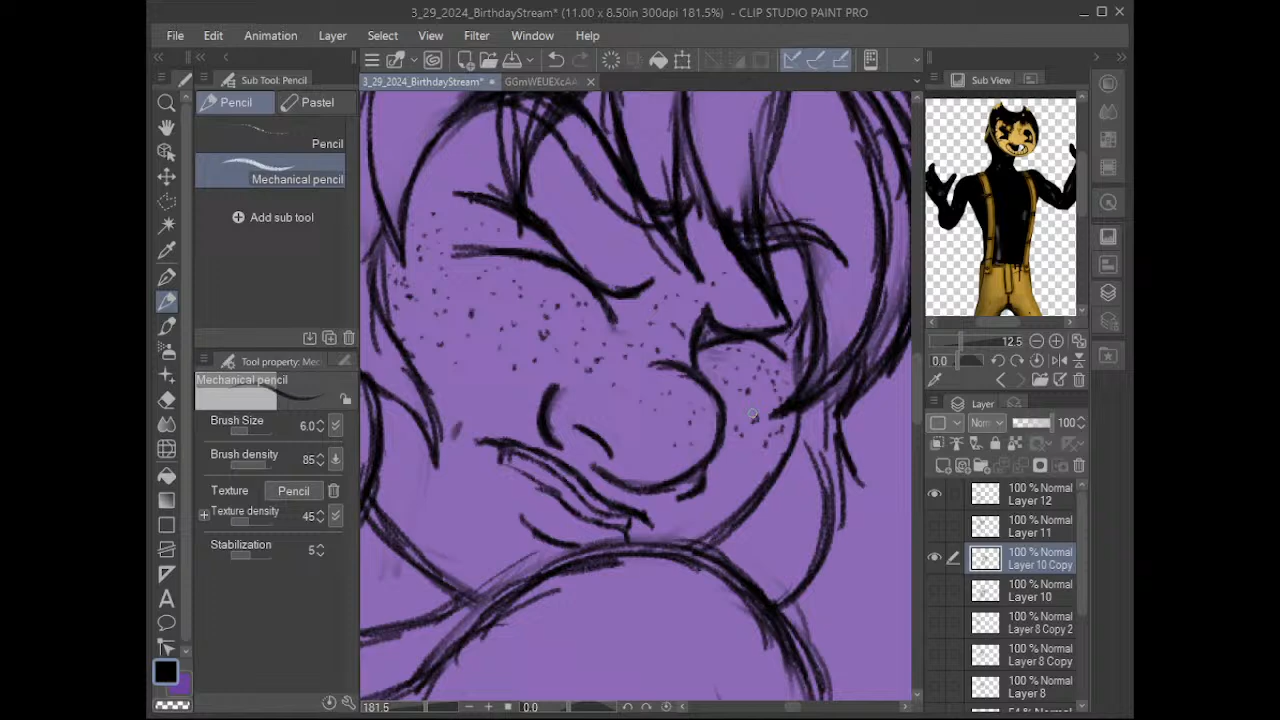 3_29_2024_BirthdayStream* (11.00 x 8.50in 300dpi 181.5%) - CLIP STUDIO PAINT PRO
File Edit Animation Layer Select View Filter Window Help
Sub Tool: Pencil
3_29_2024_BirthdayStream*
Sub View
Pencil Pastel
Pencil
Mechanical pencil
Add sub tool
Tool property: Mec
Mechanical pencil
Brush Size 6.0
Brush density 85
Texture Pencil
Texture density 45
Stabilization 5
12.5
0.0
Layer
Norm 100
100 % Normal
Layer 12
100 % Normal
Layer 11
100 % Normal
Layer 10 Copy
100 % Normal
Layer 10
100 % Normal
Layer 8 Copy 2
100 % Normal
Layer 8 Copy
100 % Normal
Layer 8
181.5 0.0